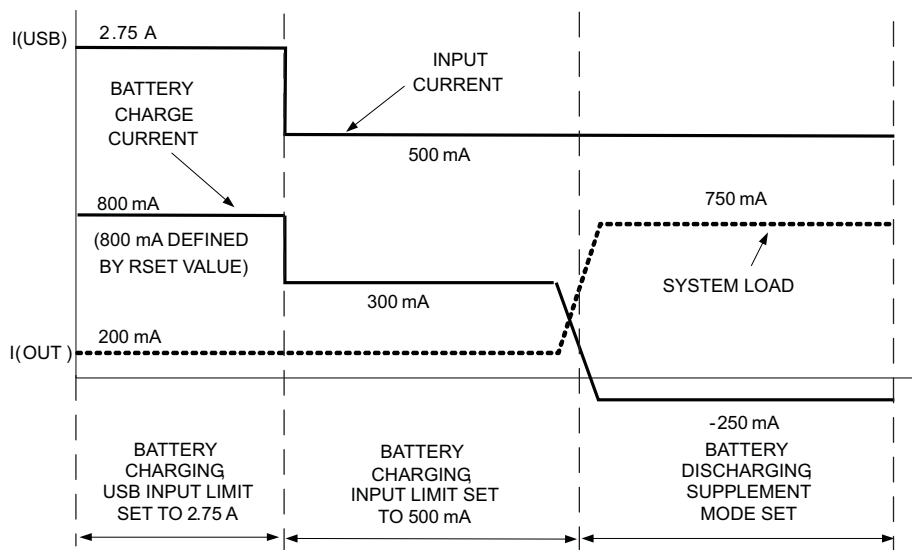 I(USB)
2.75 A
BATTERY
CHARGE
CURRENT
INPUT
CURRENT
500 mA
800 mA
(800 mA DEFINED
BY RSET VALUE)
300 mA
750 mA
SYSTEM LOAD
I(OUT)
200 mA
-250 mA
BATTERY
CHARGING,
USB INPUT LIMIT
SET TO 2.75 A
BATTERY
CHARGING,
INPUT LIMIT SET
TO 500 mA
BATTERY
DISCHARGING,
SUPPLEMENT
MODE SET